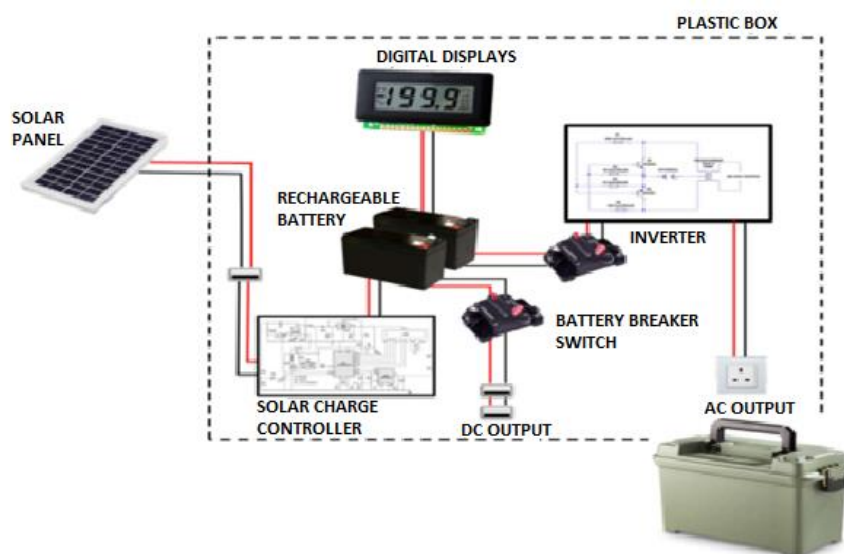 PLASTIC BOX
DIGITAL DISPLAYS
-199.9
SOLAR
PANEL
RECHARGEABLE
BATTERY
INVERTER
BATTERY BREAKER
SWITCH
SOLAR CHARGE
CONTROLLER
DC OUTPUT
AC OUTPUT